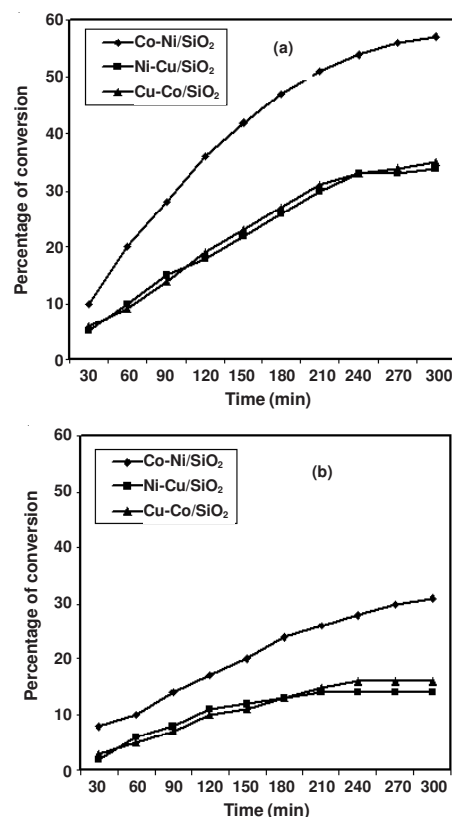 60
50
40
30
20
10
0
Percentage of conversion
Co-Ni/SiO₂
Ni-Cu/SiO₂
Cu-Co/SiO₂
(a)
30 60 90 120 150 180 210 240 270 300
Time (min)
60
50
40
30
20
10
0
Percentage of conversion
Co-Ni/SiO₂
Ni-Cu/SiO₂
Cu-Co/SiO₂
(b)
30 60 90 120 150 180 210 240 270 300
Time (min)